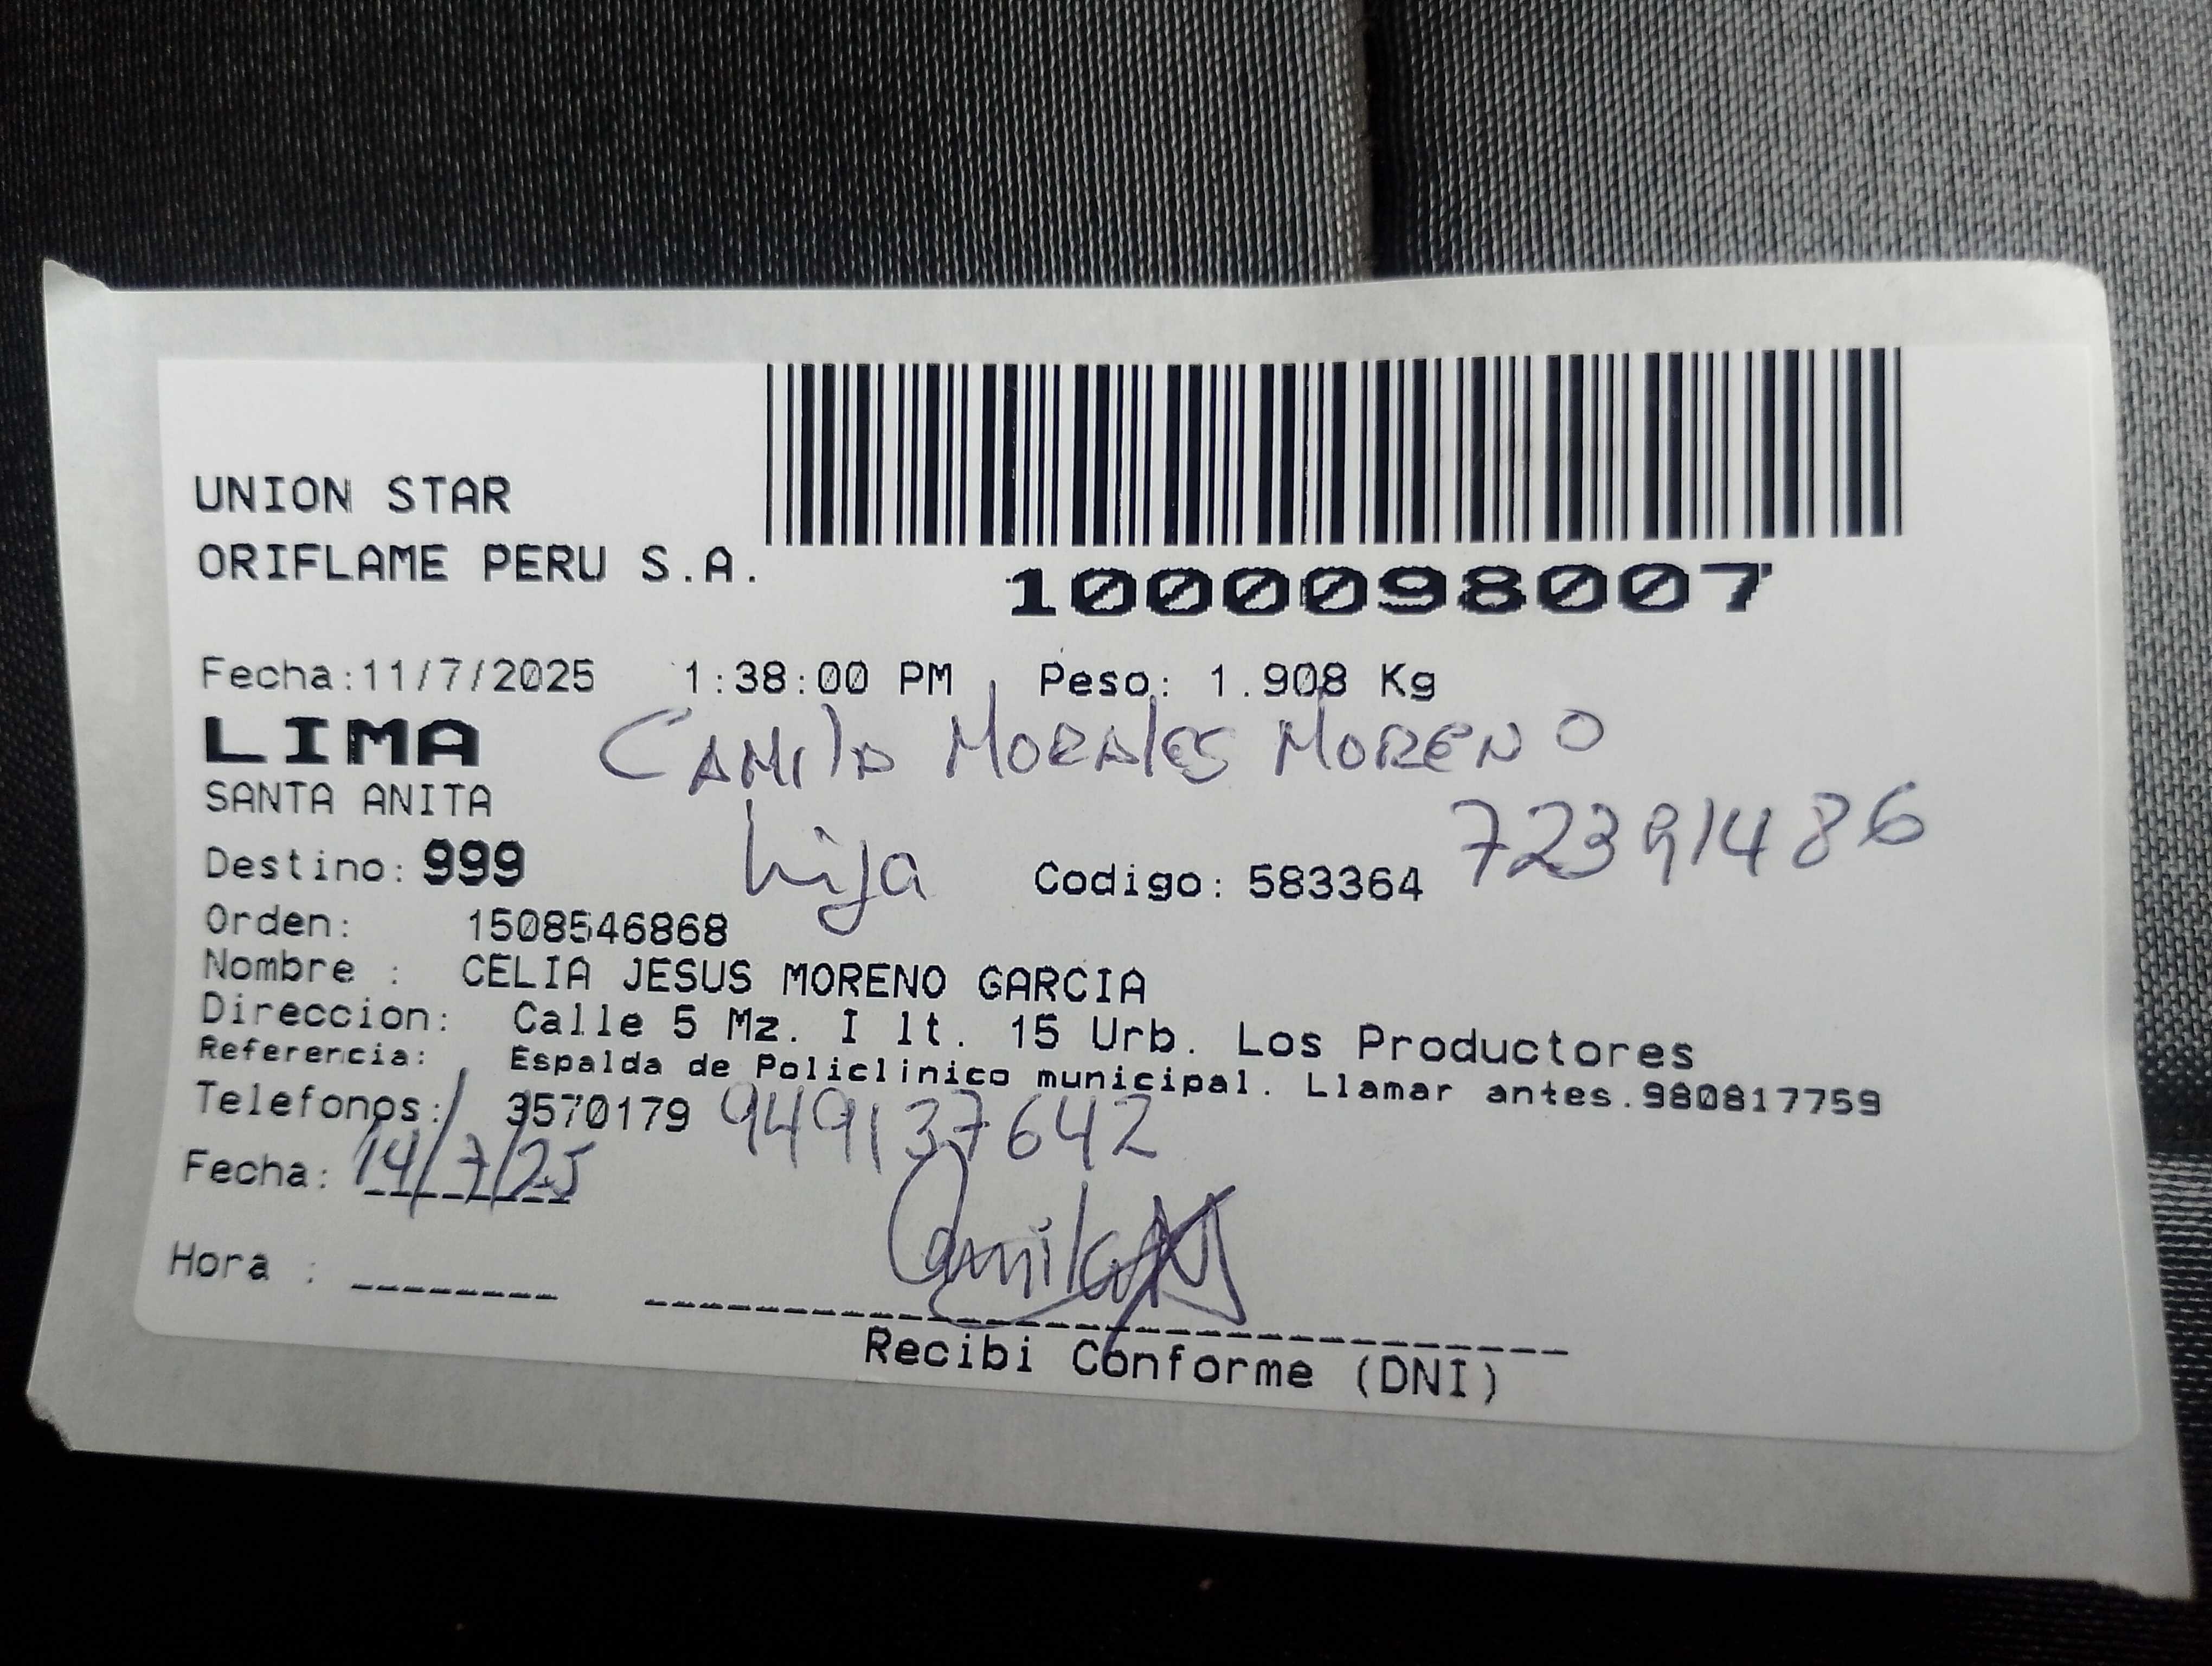 UNION STAR
ORIFLAME PERU S.A.
1000098007
Fecha:11/7/2025 1:38:00 PM Peso: 1.908 Kg
LIMA CAMILA MORALES MORENO
SANTA ANITA
72391486
Destino: 999 hija Codigo: 583364
Orden: 1508546868
Nombre : CELIA JESUS MORENO GARCIA
Direccion: Calle 5 Mz. I lt. 15 Urb. Los Productores
Referencia: Espalda de Policlinico municipal. Llamar antes.980817759
Telefonos: 3570179 949137642
Fecha: 14/7/25
Camila M
Hora :
Recibi Conforme (DNI)